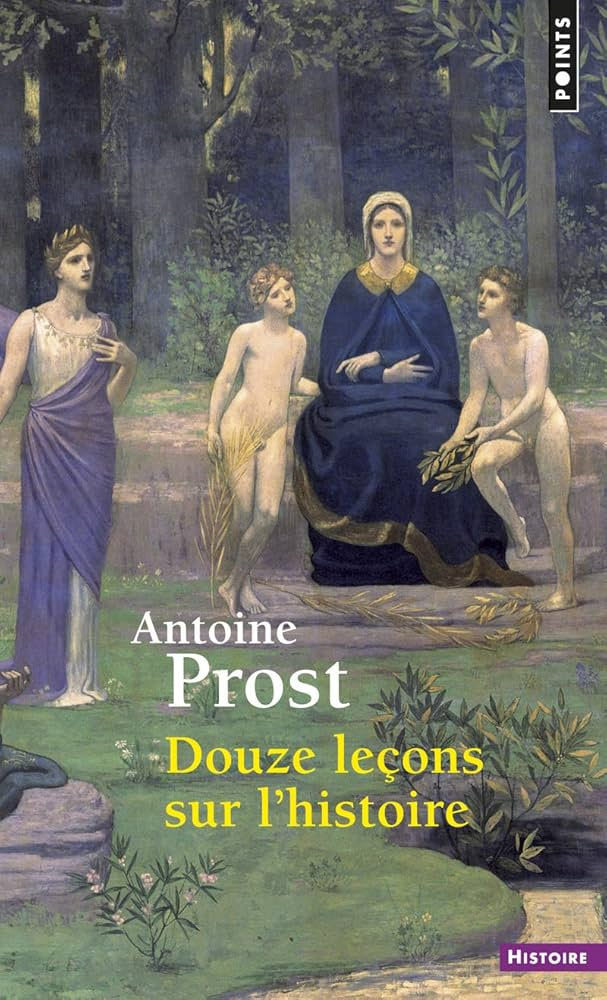 POINTS
Antoine
Prost
Douze leçons
sur l'histoire
HISTOIRE